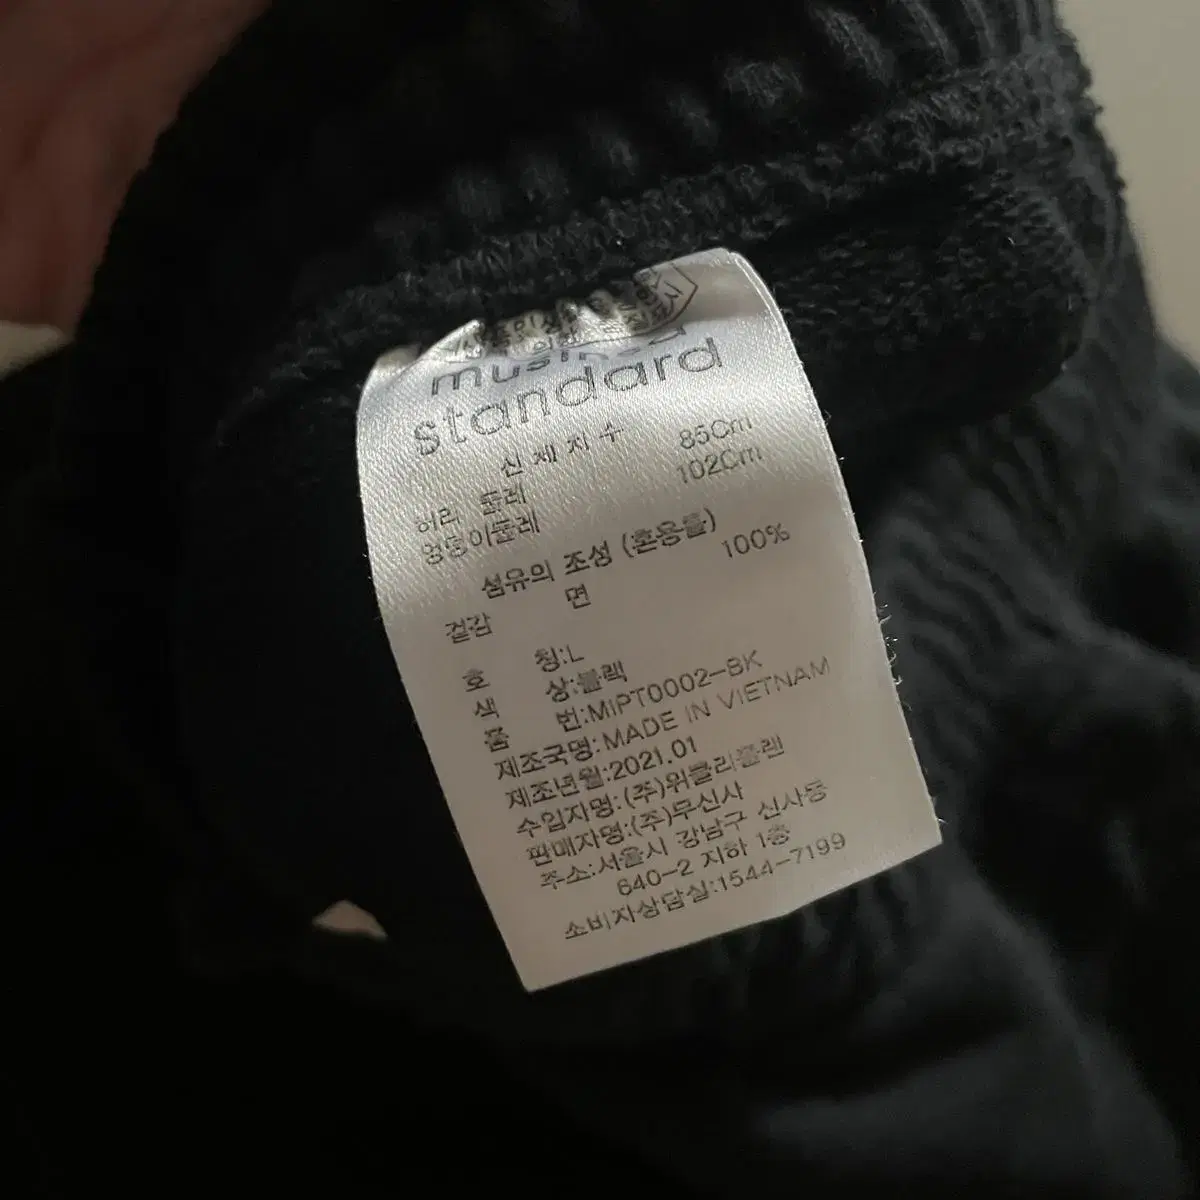 musinsa
standard
신체치수
허리 둘레 85Cm
엉덩이둘레 102Cm
섬유의 조성 (혼용률)
겉감 면 100%
호 칭:L
색 상:블랙
품 번:MIPT0002-BK
제조국명:MADE IN VIETNAM
제조년월:2021.01
수입자명:(주)위클리플랜
판매자명:(주)무신사
주소:서울시 강남구 신사동
640-2 지하 1층
소비자상담실:1544-7199